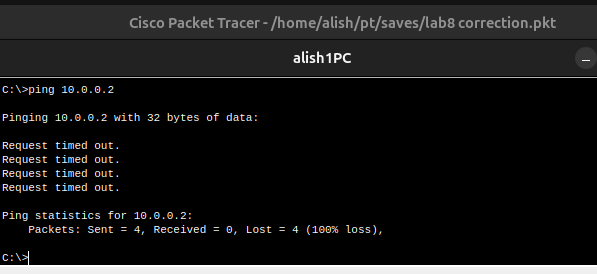 Cisco Packet Tracer - /home/alish/pt/saves/lab8 correction.pkt
alish1PC
C:\>ping 10.0.0.2
Pinging 10.0.0.2 with 32 bytes of data:
Request timed out.
Request timed out.
Request timed out.
Request timed out.
Ping statistics for 10.0.0.2:
    Packets: Sent = 4, Received = 0, Lost = 4 (100% loss),
C:\>